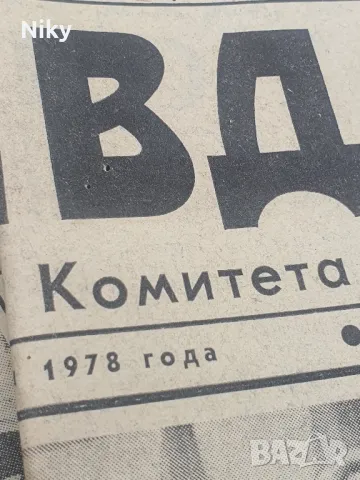 Niky
ВД
Комитета
1978 года
BAZAR